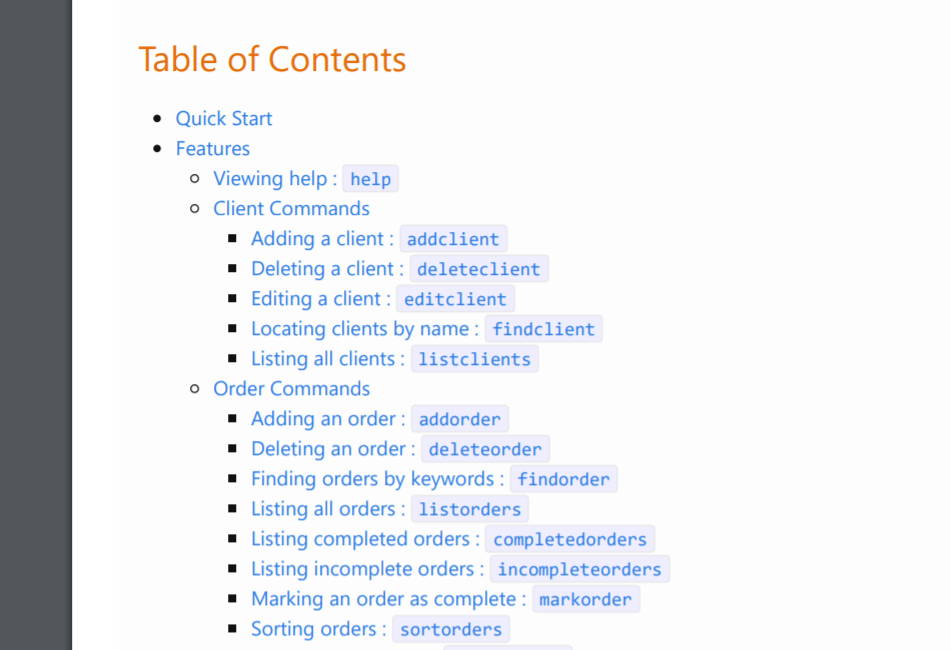 Table of Contents
Quick Start
Features
Viewing help : help
Client Commands
Adding a client : addclient
Deleting a client : deleteclient
Editing a client : editclient
Locating clients by name : findclient
Listing all clients : listclients
Order Commands
Adding an order : addorder
Deleting an order : deleteorder
Finding orders by keywords : findorder
Listing all orders : listorders
Listing completed orders : completedorders
Listing incomplete orders : incompleteorders
Marking an order as complete : markorder
Sorting orders : sortorders